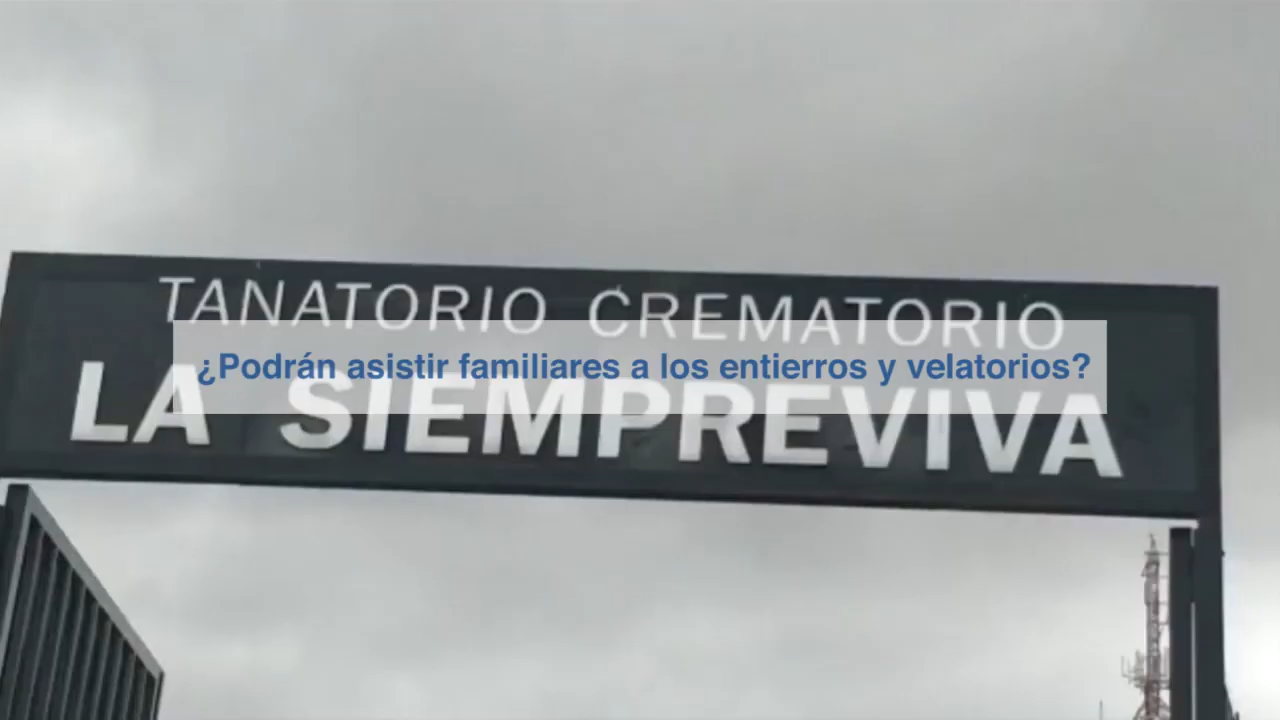 TANATORIO CREMATORIO
¿Podrán asistir familiares a los entierros y velatorios?
LA SIEMPREVIVA